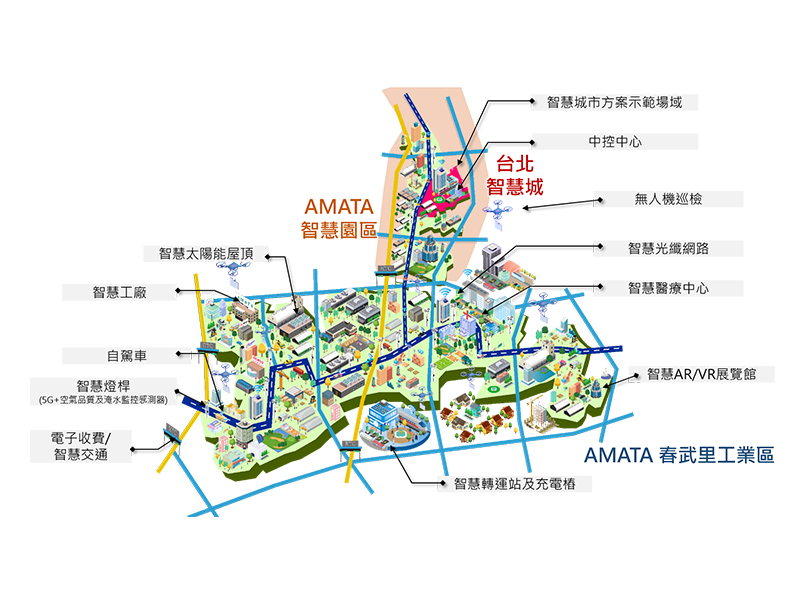 智慧城市方案示範場域
中控中心
台北
智慧城
無人機巡檢
AMATA
智慧園區
智慧光纖網路
智慧太陽能屋頂
智慧醫療中心
智慧工廠
自駕車
智慧AR/VR展覽館
智慧燈桿
(5G+空氣品質及淹水監控感測器)
電子收費/
智慧交通
AMATA 春武里工業區
智慧轉運站及充電樁